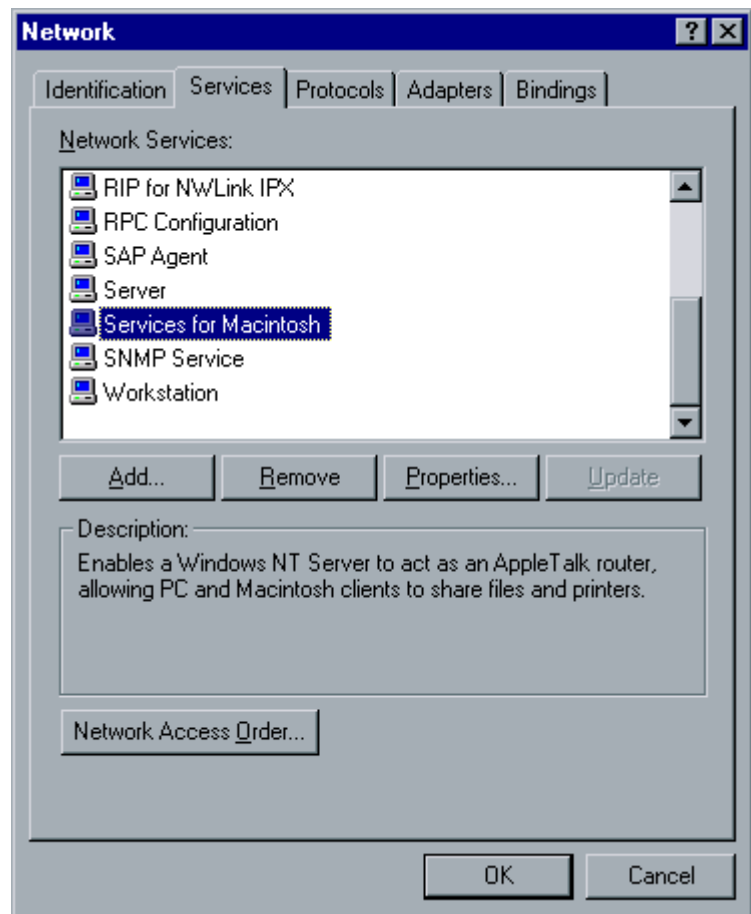 Network
Identification Services Protocols Adapters Bindings
Network Services:
RIP for NWLink IPX
RPC Configuration
SAP Agent
Server
Services for Macintosh
SNMP Service
Workstation
Add... Remove Properties... Update
Description:
Enables a Windows NT Server to act as an AppleTalk router,
allowing PC and Macintosh clients to share files and printers.
Network Access Order...
OK Cancel